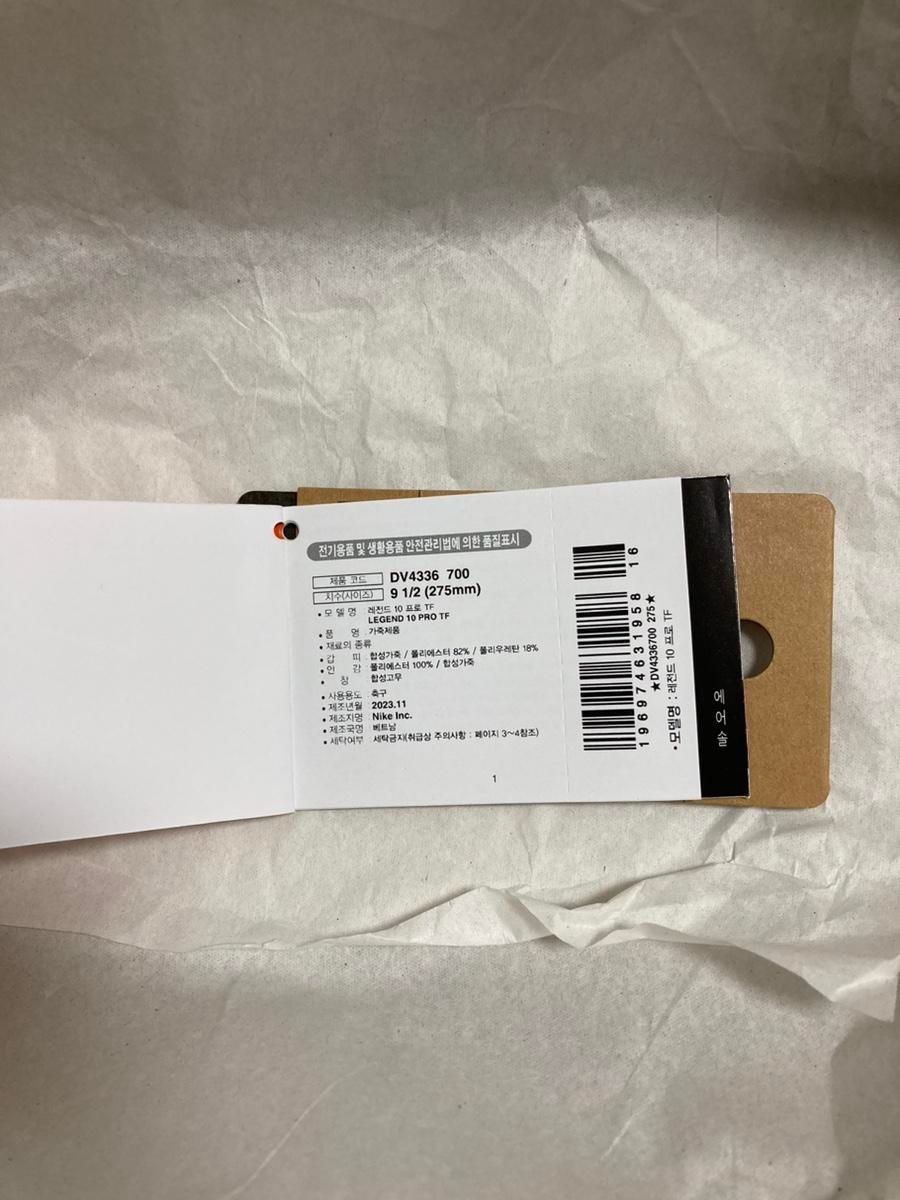 전기용품 및 생활용품 안전관리법에 의한 품질표시
제품 코드 DV4336 700
치수(사이즈) 9 1/2 (275mm)
• 모 델 명 : 레전드 10 프로 TF
LEGEND 10 PRO TF
• 품 명 : 가죽제품
• 재료의 종류
• 갑 피 : 합성가죽 / 폴리에스터 82% / 폴리우레탄 18%
• 안 감 : 폴리에스터 100% / 합성가죽
• 창 : 합성고무
• 사용용도 : 축구
• 제조년월 : 2023.11
• 제조자명 : Nike Inc.
• 제조국명 : 베트남
• 세탁여부 : 세탁금지(취급상 주의사항 : 페이지 3~4참조)
1
196974631958 16
★DV4336700 275★
•모델명 : 레전드 10 프로 TF
에어솔